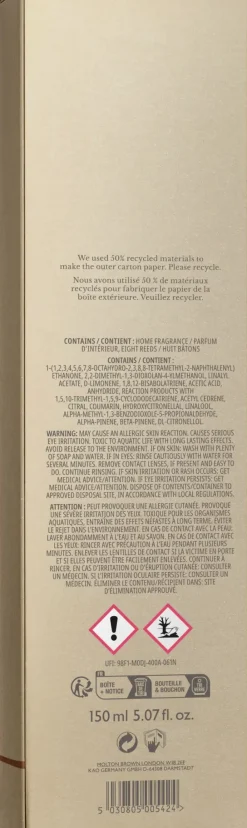 We used 50% recycled materials to
make the outer carton paper. Please recycle.
Nous avons utilisé 50 % de matériaux
recyclés pour fabriquer le papier de la
boîte extérieure. Veuillez recycler.
CONTAINS / CONTIENT : HOME FRAGRANCE / PARFUM
D'INTÉRIEUR, EIGHT REEDS / HUIT BÂTONS
CONTAINS / CONTIENT :
1-(1,2,3,4,5,6,7,8-OCTAHYDRO-2,3,8,8-TETRAMETHYL-2-NAPHTHALENYL)
ETHANONE, 2,2-DIMETHYL-1,3-DIOXOLAN-4-YLMETHANOL, LINALYL
ACETATE, D-LIMONENE, 1,8,12-BISABOLATRIENE, ACETIC ACID,
ANHYDRIDE, REACTION PRODUCTS WITH
1,5,10-TRIMETHYL-1,5,9-CYCLODODECATRIENE, ACETYL CEDRENE,
CITRAL, COUMARIN, HYDROXYCITRONELLAL, LINALOOL,
ALPHA-METHYL-1,3-BENZODIOXOLE-5-PROPIONALDEHYDE,
ALPHA-PINENE, BETA-PINENE, DL-CITRONELLOL.
WARNING: MAY CAUSE AN ALLERGIC SKIN REACTION. CAUSES SERIOUS
EYE IRRITATION. TOXIC TO AQUATIC LIFE WITH LONG LASTING EFFECTS.
AVOID RELEASE TO THE ENVIRONMENT. IF ON SKIN: WASH WITH PLENTY
OF SOAP AND WATER. IF IN EYES: RINSE CAUTIOUSLY WITH WATER FOR
SEVERAL MINUTES. REMOVE CONTACT LENSES, IF PRESENT AND EASY TO
DO. CONTINUE RINSING. IF SKIN IRRITATION OR RASH OCCURS: GET
MEDICAL ADVICE/ATTENTION. IF EYE IRRITATION PERSISTS: GET
MEDICAL ADVICE/ATTENTION. DISPOSE OF CONTENTS/CONTAINER TO
APPROVED DISPOSAL SITE, IN ACCORDANCE WITH LOCAL REGULATIONS.
ATTENTION : PEUT PROVOQUER UNE ALLERGIE CUTANÉE. PROVOQUE
UNE SÉVÈRE IRRITATION DES YEUX. TOXIQUE POUR LES ORGANISMES
AQUATIQUES, ENTRAÎNE DES EFFETS NÉFASTES À LONG TERME. ÉVITER
LE REJET DANS L'ENVIRONNEMENT. EN CAS DE CONTACT AVEC LA PEAU:
LAVER ABONDAMMENT À L'EAU ET AU SAVON. EN CAS DE CONTACT AVEC
LES YEUX: RINCER AVEC PRÉCAUTION À L'EAU PENDANT PLUSIEURS
MINUTES. ENLEVER LES LENTILLES DE CONTACT SI LA VICTIME EN PORTE
ET SI ELLES PEUVENT ÊTRE FACILEMENT ENLEVÉES. CONTINUER À
RINCER. EN CAS D'IRRITATION OU D'ÉRUPTION CUTANÉE: CONSULTER
UN MÉDECIN. SI L'IRRITATION OCULAIRE PERSISTE: CONSULTER UN
MÉDECIN. ÉLIMINER LE CONTENU/RÉCIPIENT DANS: SITE
D'ÉLIMINATION APPROUVÉ.
UFI: 98F1-M0DJ-400A-061N
FR
BOÎTE
+ NOTICE
BOUTEILLE
& BOUCHON
150 ml 5.07 fl. oz.
MOLTON BROWN LONDON, W1B 2EF
KAO GERMANY GMBH D-64319 DARMSTADT
5 030805 005424 >